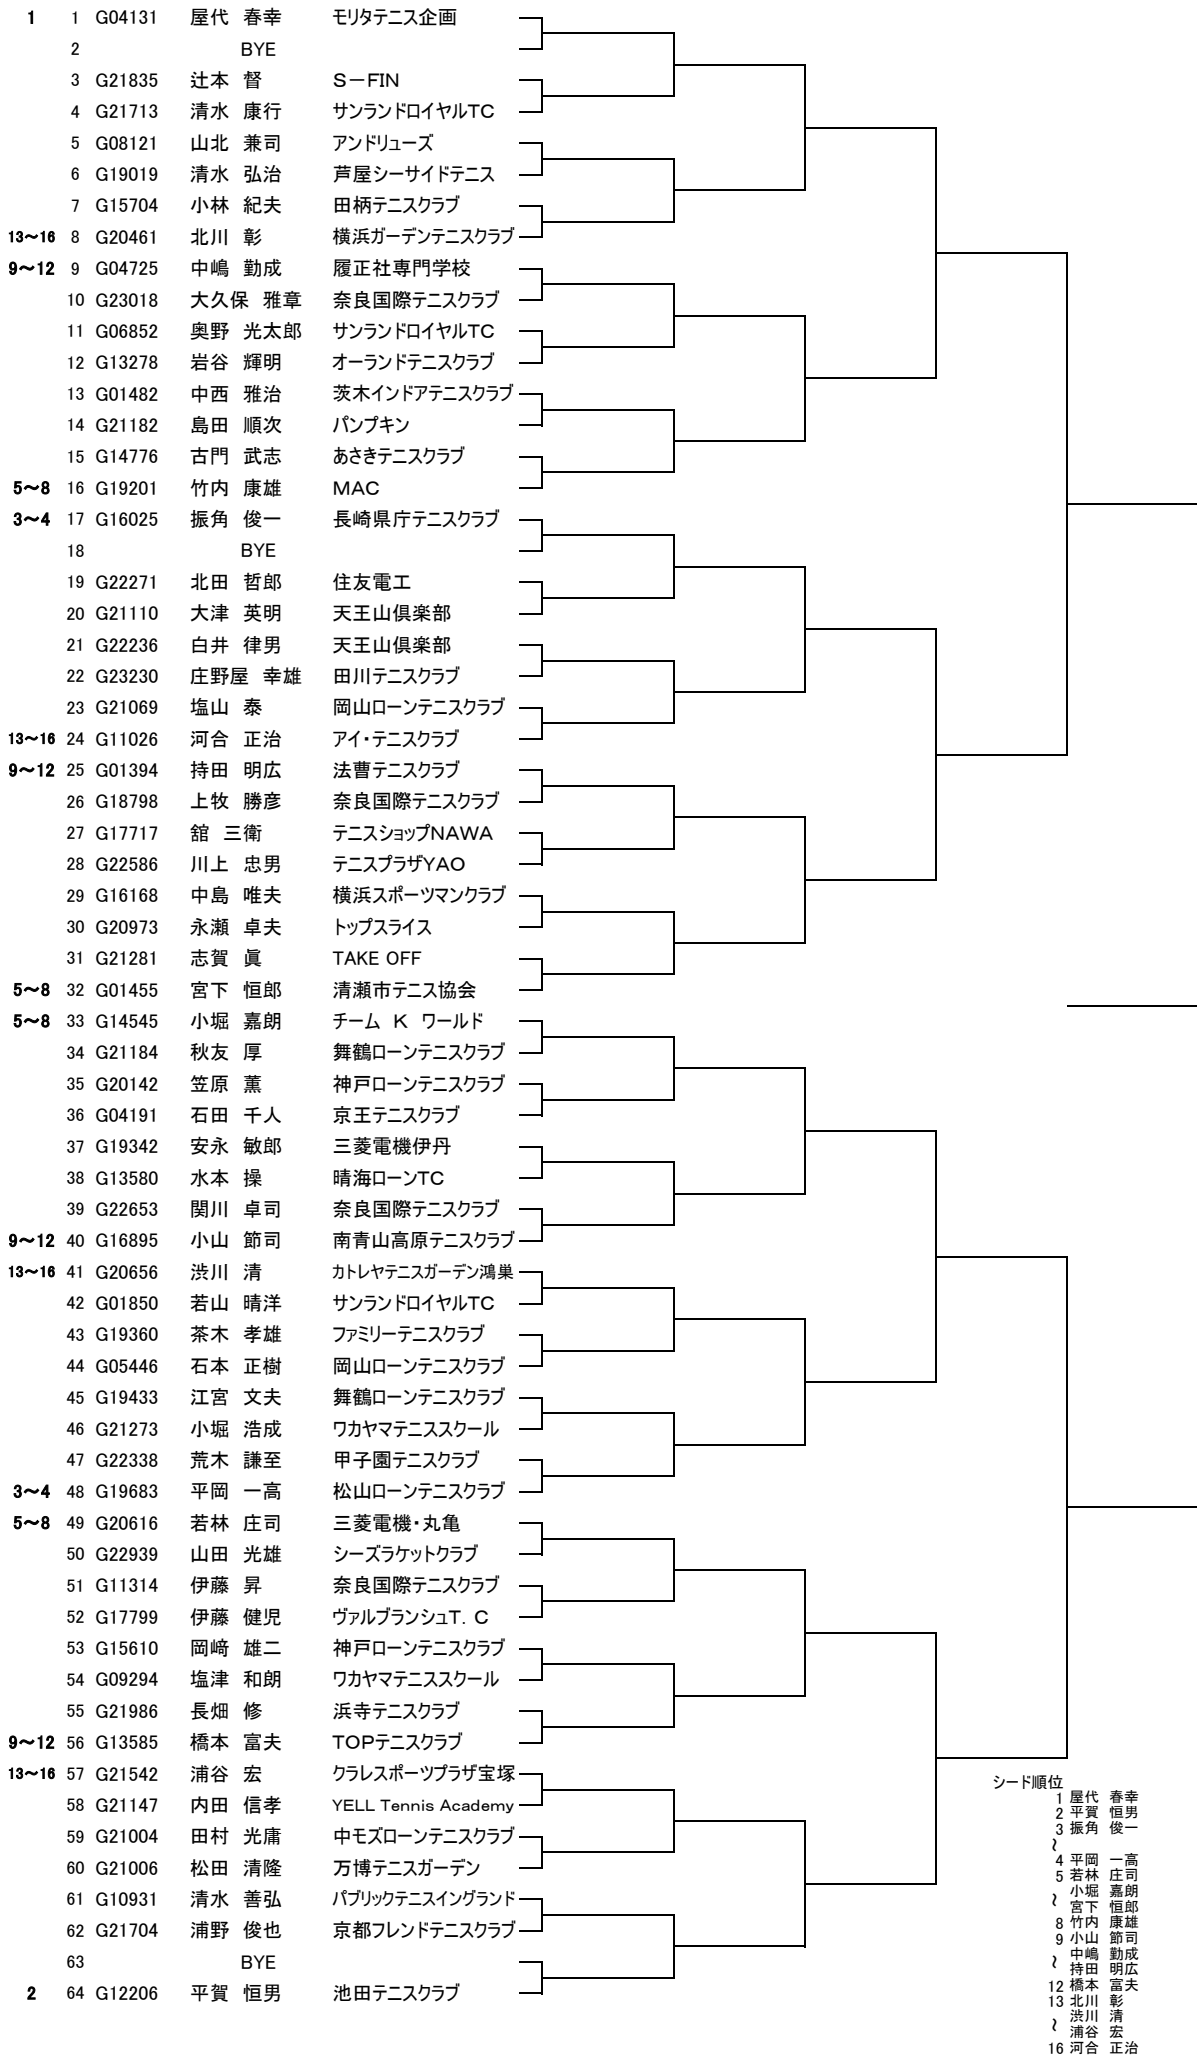 1 1 G04131 屋代 春幸 モリタテニス企画
2 BYE
3 G21835 辻本 督 S－FIN
4 G21713 清水 康行 サンランドロイヤルTC
5 G08121 山北 兼司 アンドリューズ
6 G19019 清水 弘治 芦屋シーサイドテニス
7 G15704 小林 紀夫 田柄テニスクラブ
13～16 8 G20461 北川 彰 横浜ガーデンテニスクラブ
9～12 9 G04725 中嶋 勤成 履正社専門学校
10 G23018 大久保 雅章 奈良国際テニスクラブ
11 G06852 奥野 光太郎 サンランドロイヤルTC
12 G13278 岩谷 輝明 オーランドテニスクラブ
13 G01482 中西 雅治 茨木インドアテニスクラブ
14 G21182 島田 順次 パンプキン
15 G14776 古門 武志 あさきテニスクラブ
5～8 16 G19201 竹内 康雄 MAC
3～4 17 G16025 振角 俊一 長崎県庁テニスクラブ
18 BYE
19 G22271 北田 哲郎 住友電工
20 G21110 大津 英明 天王山倶楽部
21 G22236 白井 律男 天王山倶楽部
22 G23230 庄野屋 幸雄 田川テニスクラブ
23 G21069 塩山 泰 岡山ローンテニスクラブ
13～16 24 G11026 河合 正治 アイ・テニスクラブ
9～12 25 G01394 持田 明広 法曹テニスクラブ
26 G18798 上牧 勝彦 奈良国際テニスクラブ
27 G17717 舘 三衛 テニスショップNAWA
28 G22586 川上 忠男 テニスプラザYAO
29 G16168 中島 唯夫 横浜スポーツマンクラブ
30 G20973 永瀬 卓夫 トップスライス
31 G21281 志賀 眞 TAKE OFF
5～8 32 G01455 宮下 恒郎 清瀬市テニス協会
5～8 33 G14545 小堀 嘉朗 チーム K ワールド
34 G21184 秋友 厚 舞鶴ローンテニスクラブ
35 G20142 笠原 薫 神戸ローンテニスクラブ
36 G04191 石田 千人 京王テニスクラブ
37 G19342 安永 敏郎 三菱電機伊丹
38 G13580 水本 操 晴海ローンTC
39 G22653 関川 卓司 奈良国際テニスクラブ
9～12 40 G16895 小山 節司 南青山高原テニスクラブ
13～16 41 G20656 渋川 清 カトレヤテニスガーデン鴻巣
42 G01850 若山 晴洋 サンランドロイヤルTC
43 G19360 茶木 孝雄 ファミリーテニスクラブ
44 G05446 石本 正樹 岡山ローンテニスクラブ
45 G19433 江宮 文夫 舞鶴ローンテニスクラブ
46 G21273 小堀 浩成 ワカヤマテニススクール
47 G22338 荒木 謙至 甲子園テニスクラブ
3～4 48 G19683 平岡 一高 松山ローンテニスクラブ
5～8 49 G20616 若林 庄司 三菱電機・丸亀
50 G22939 山田 光雄 シーズラケットクラブ
51 G11314 伊藤 昇 奈良国際テニスクラブ
52 G17799 伊藤 健児 ヴァルブランシュT. C
53 G15610 岡﨑 雄二 神戸ローンテニスクラブ
54 G09294 塩津 和朗 ワカヤマテニススクール
55 G21986 長畑 修 浜寺テニスクラブ
9～12 56 G13585 橋本 富夫 TOPテニスクラブ
13～16 57 G21542 浦谷 宏 クラレスポーツプラザ宝塚
58 G21147 内田 信孝 YELL Tennis Academy
59 G21004 田村 光庸 中モズローンテニスクラブ
60 G21006 松田 清隆 万博テニスガーデン
61 G10931 清水 善弘 パブリックテニスイングランド
62 G21704 浦野 俊也 京都フレンドテニスクラブ
63 BYE
2 64 G12206 平賀 恒男 池田テニスクラブ
シード順位
1 屋代 春幸
2 平賀 恒男
3 振角 俊一
～
4 平岡 一高
5 若林 庄司
小堀 嘉朗
～ 宮下 恒郎
8 竹内 康雄
9 小山 節司
中嶋 勤成
～ 持田 明広
12 橋本 富夫
13 北川 彰
渋川 清
～ 浦谷 宏
16 河合 正治